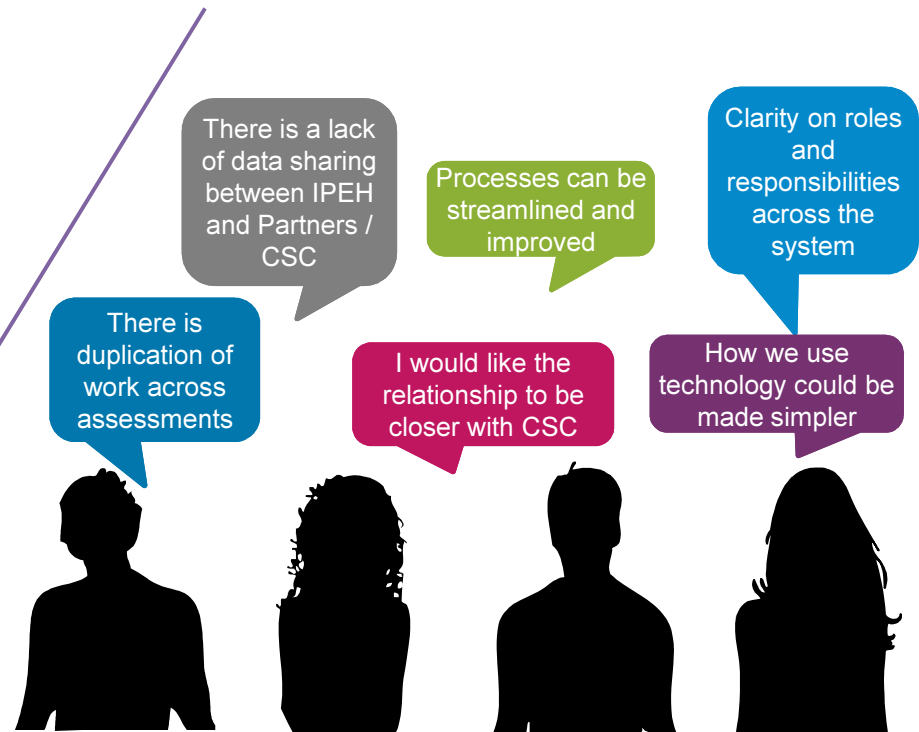 There is a lack
of data sharing
between IPEH
and Partners /
CSC
Processes can be
streamlined and
improved
Clarity on roles
and
responsibilities
across the
system
There is
duplication of
work across
assessments
I would like the
relationship to be
closer with CSC
How we use
technology could be
made simpler